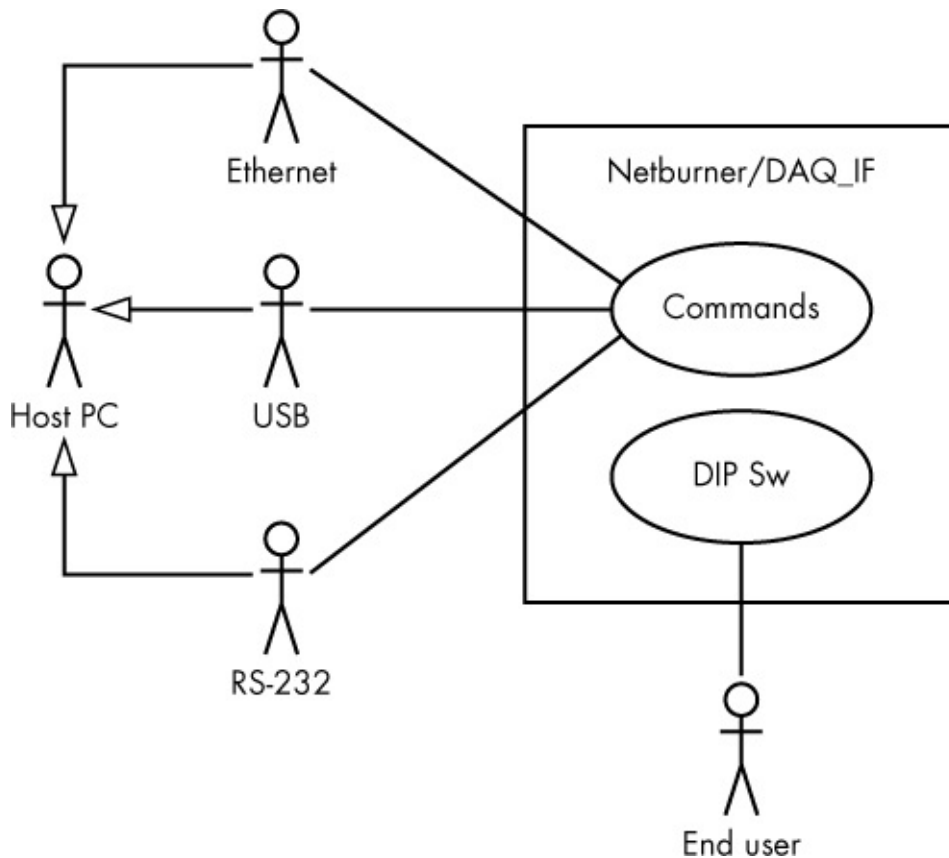 Ethernet
Netburner/DAQ_IF
Commands
Host PC
USB
DIP Sw
RS-232
End user